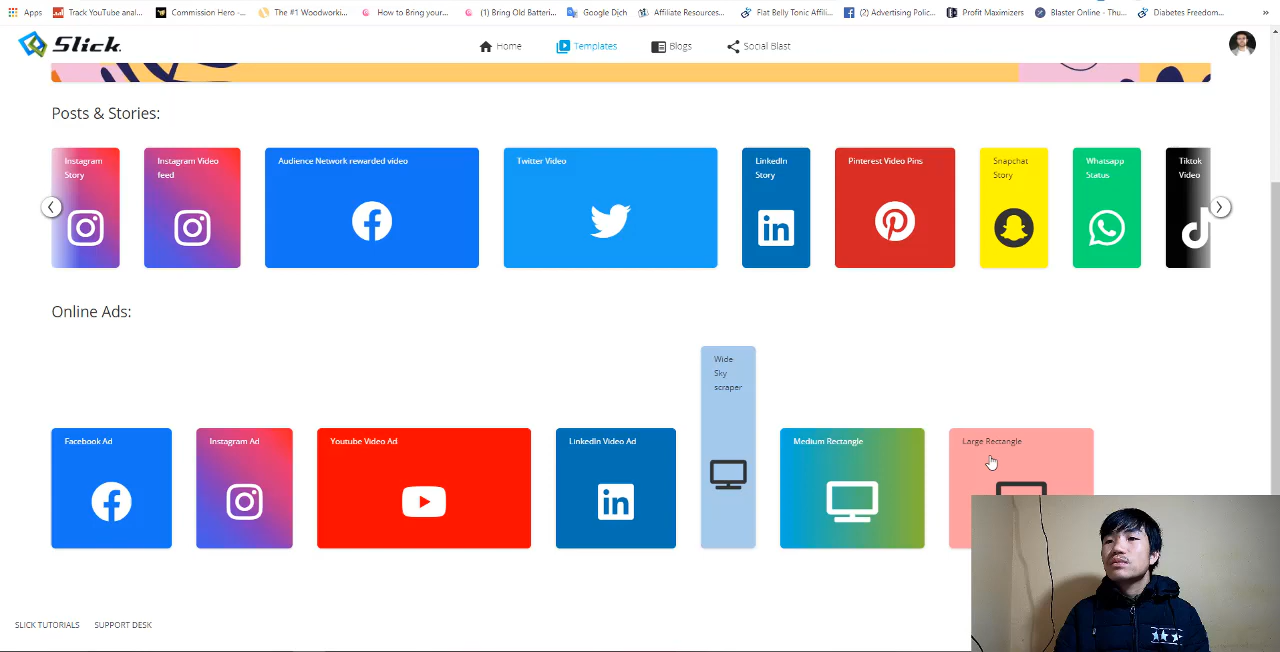 Apps Track YouTube anal... Commission Hero -... The #1 Woodworki... How to Bring your... (1) Bring Old Batteri... Google Dịch Affiliate Resources... Flat Belly Tonic Affili... (2) Advertising Polic... Profit Maximizers Blaster Online - Thu... Diabetes Freedom... »
Slick Home Templates Blogs Social Blast
Posts & Stories:
Instagram Story
Instagram Video feed
Audience Network rewarded video
Twitter Video
LinkedIn Story
Pinterest Video Pins
Snapchat Story
Whatsapp Status
Tiktok Video
Online Ads:
Wide
Sky
scraper
Facebook Ad
Instagram Ad
Youtube Video Ad
LinkedIn Video Ad
Medium Rectangle
Large Rectangle
SLICK TUTORIALS SUPPORT DESK